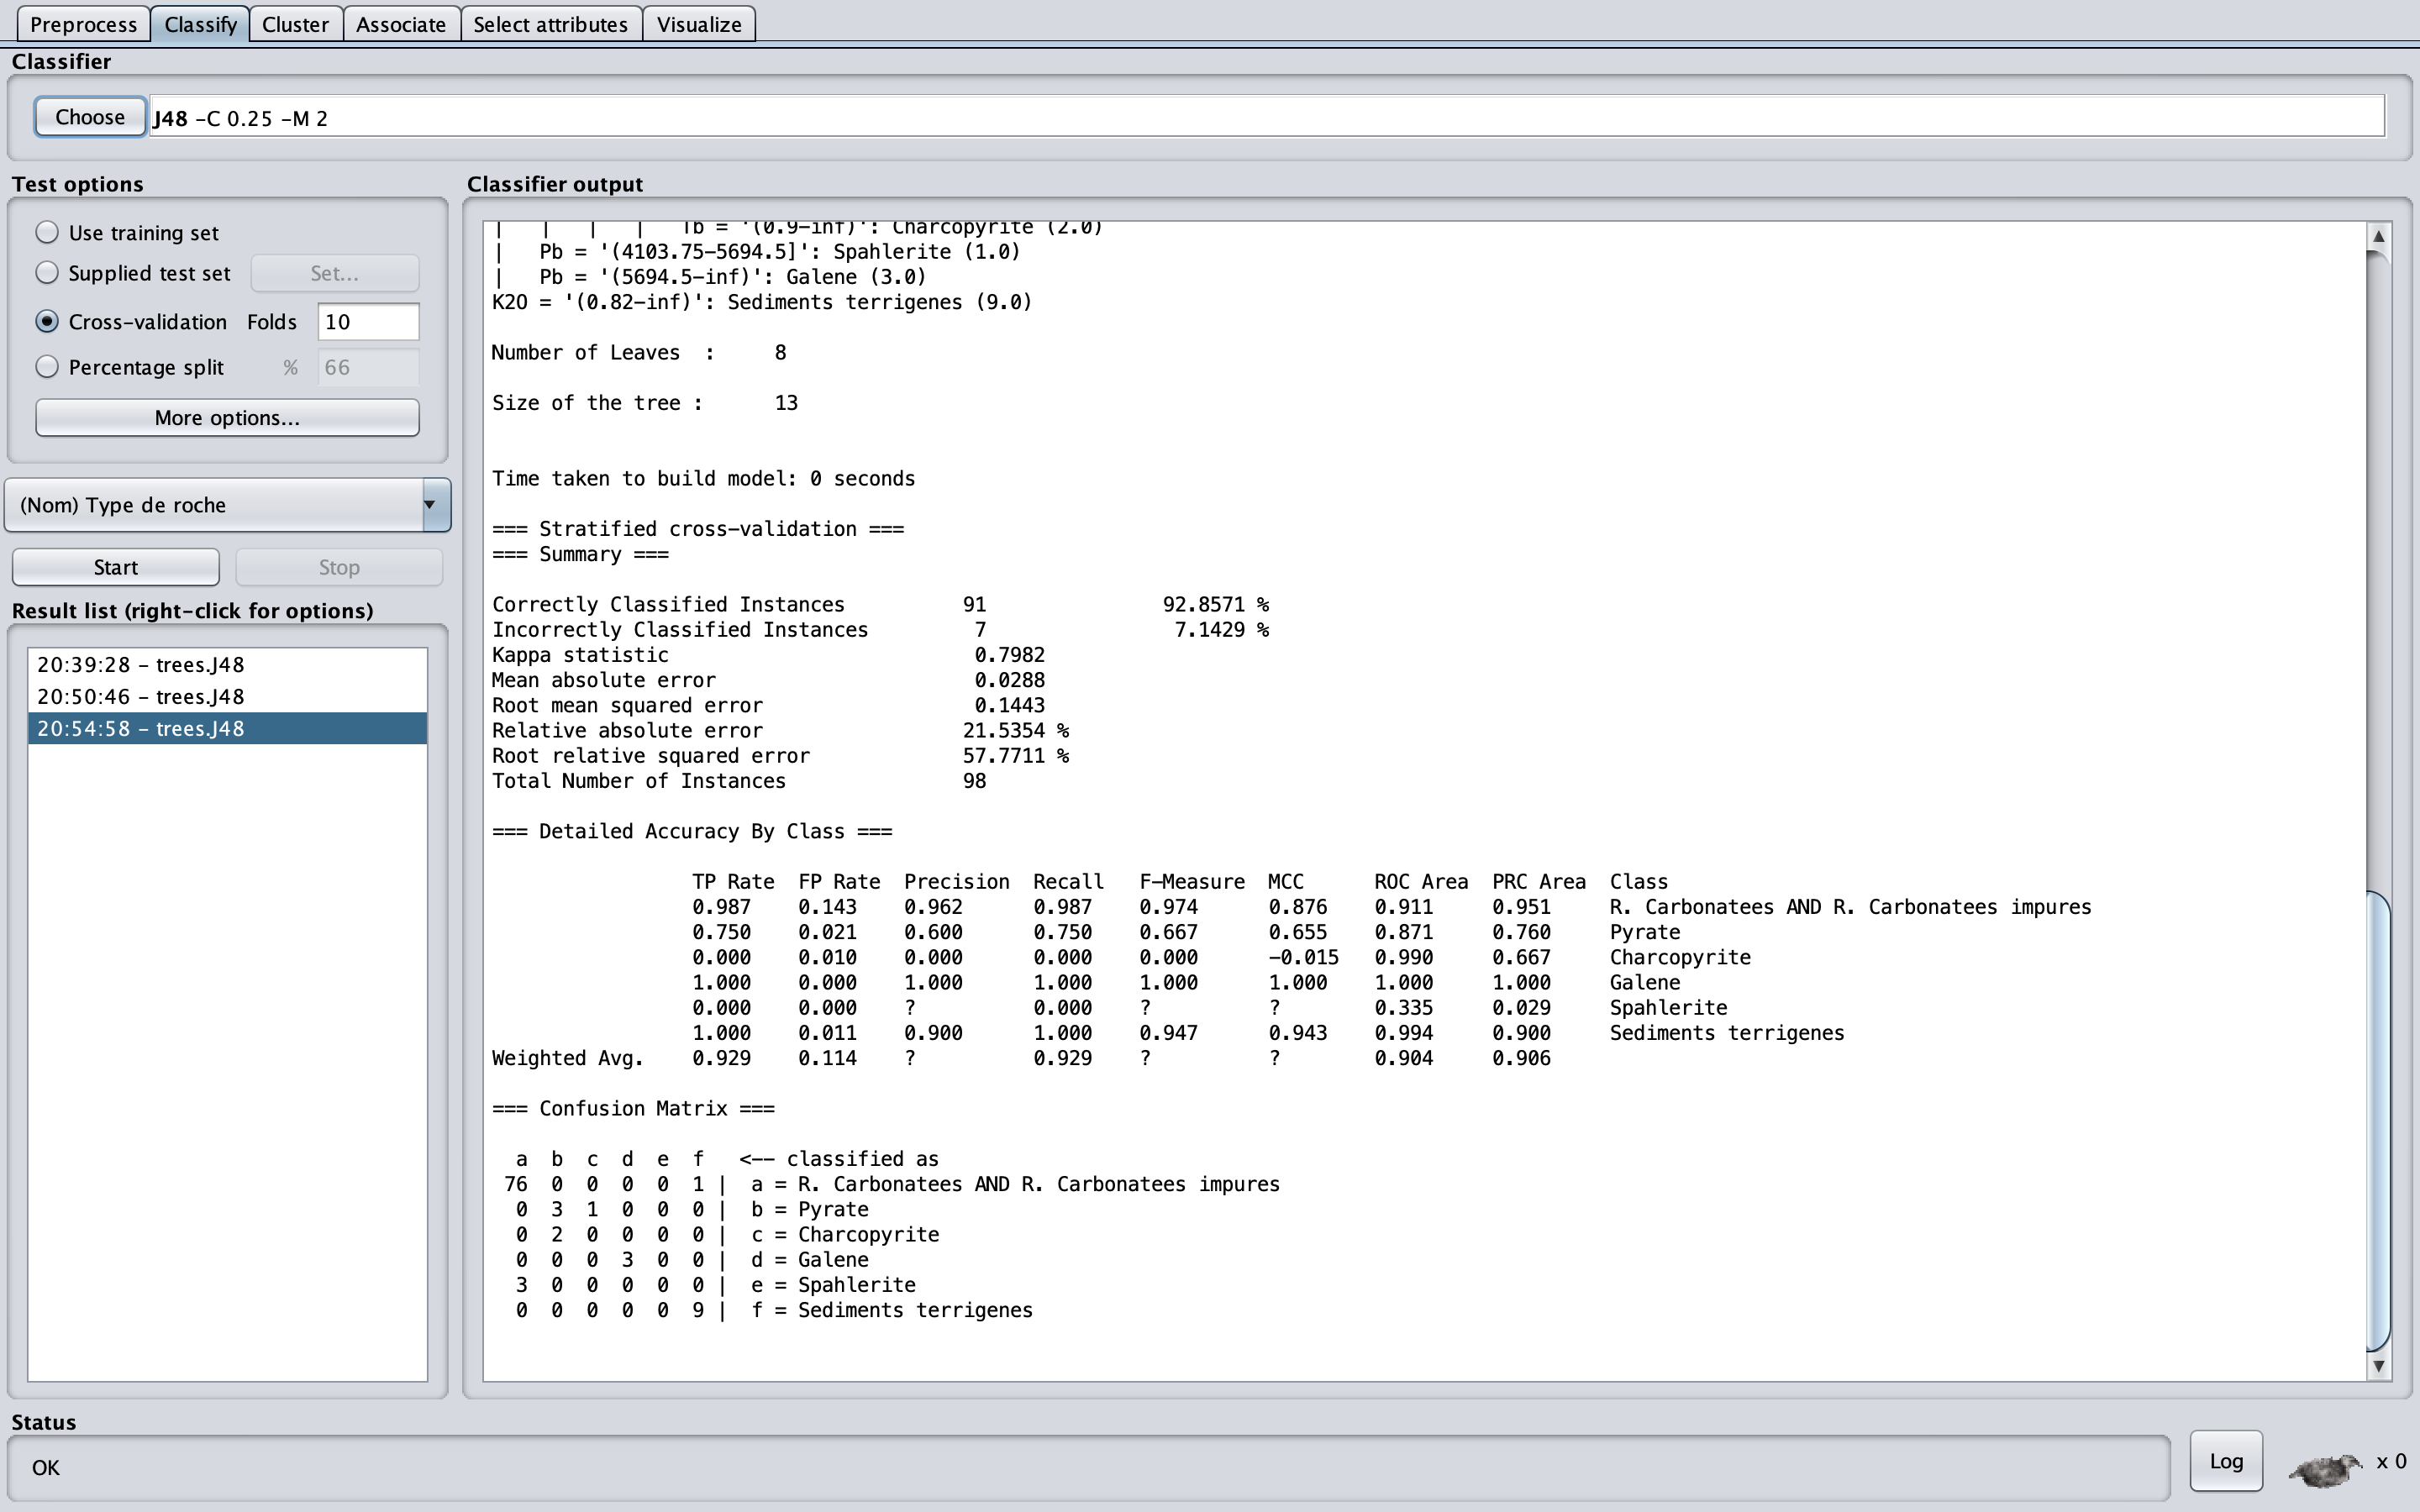 Preprocess Classify Cluster Associate Select attributes Visualize
Classifier
Choose J48 -C 0.25 -M 2
Test options
Use training set
Supplied test set Set...
Cross-validation Folds 10
Percentage split % 66
More options...
(Nom) Type de roche
Start Stop
Result list (right-click for options)
20:39:28 - trees.J48
20:50:46 - trees.J48
20:54:58 - trees.J48
Classifier output
| | | | Tb = '(0.9-inf)': Charcopyrite (2.0)
| Pb = '(4103.75-5694.5]': Spahlerite (1.0)
| Pb = '(5694.5-inf)': Galene (3.0)
K2O = '(0.82-inf)': Sediments terrigenes (9.0)
Number of Leaves : 8
Size of the tree : 13
Time taken to build model: 0 seconds
=== Stratified cross-validation ===
=== Summary ===
Correctly Classified Instances 91 92.8571 %
Incorrectly Classified Instances 7 7.1429 %
Kappa statistic 0.7982
Mean absolute error 0.0288
Root mean squared error 0.1443
Relative absolute error 21.5354 %
Root relative squared error 57.7711 %
Total Number of Instances 98
=== Detailed Accuracy By Class ===
TP Rate FP Rate Precision Recall F-Measure MCC ROC Area PRC Area Class
0.987 0.143 0.962 0.987 0.974 0.876 0.911 0.951 R. Carbonatees AND R. Carbonatees impures
0.750 0.021 0.600 0.750 0.667 0.655 0.871 0.760 Pyrate
0.000 0.010 0.000 0.000 0.000 -0.015 0.990 0.667 Charcopyrite
1.000 0.000 1.000 1.000 1.000 1.000 1.000 1.000 Galene
0.000 0.000 ? 0.000 ? ? 0.335 0.029 Spahlerite
1.000 0.011 0.900 1.000 0.947 0.943 0.994 0.900 Sediments terrigenes
Weighted Avg. 0.929 0.114 ? 0.929 ? ? 0.904 0.906
=== Confusion Matrix ===
a b c d e f <-- classified as
76 0 0 0 0 1 | a = R. Carbonatees AND R. Carbonatees impures
0 3 1 0 0 0 | b = Pyrate
0 2 0 0 0 0 | c = Charcopyrite
0 0 0 3 0 0 | d = Galene
3 0 0 0 0 0 | e = Spahlerite
0 0 0 0 0 9 | f = Sediments terrigenes
Status
OK
Log x 0